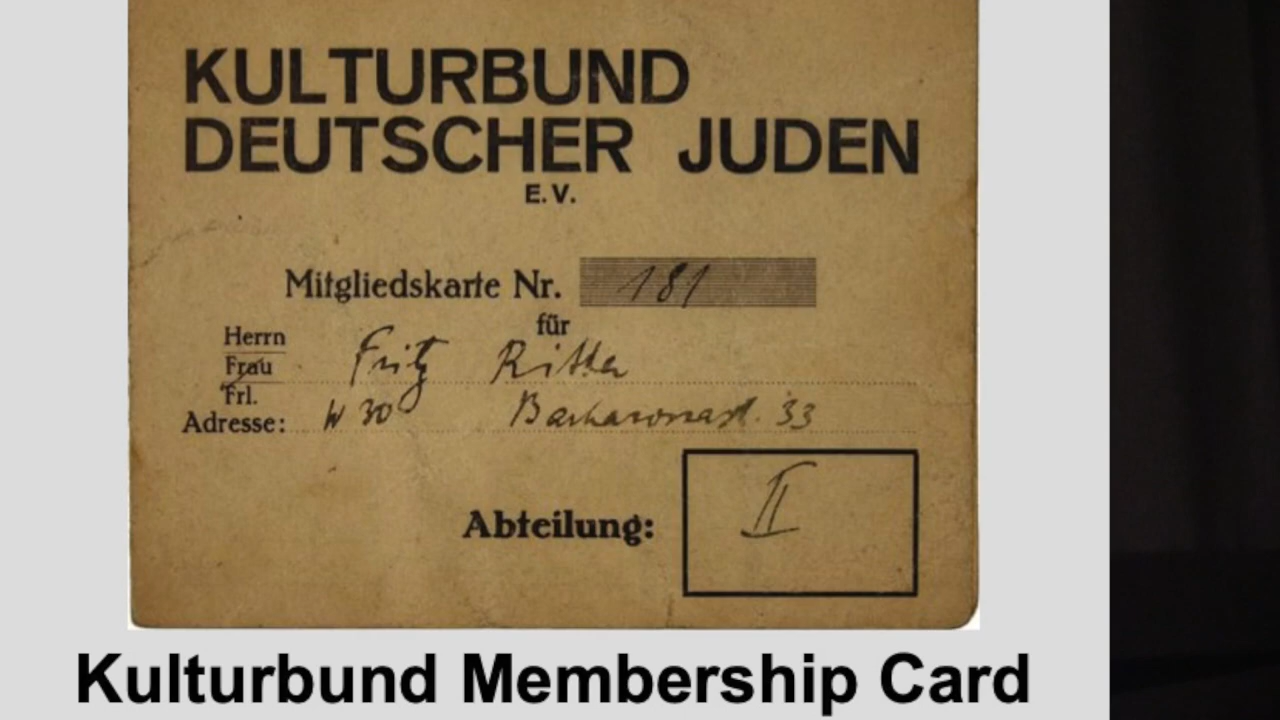 KULTURBUND
DEUTSCHER JUDEN
E.V.
Mitgliedskarte Nr. 181
für
Herrn
Frau
Frl.
Fritz Ritter
Adresse: W 30 Barbarossast. 33
Abteilung: II
Kulturbund Membership Card